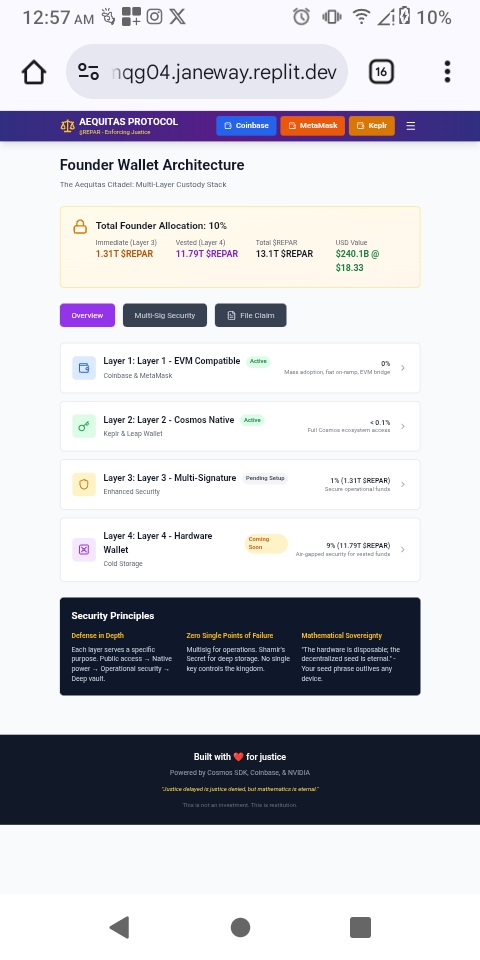 12:57 AM
10%
nqg04.janeway.replit.dev
16
AEQUITAS PROTOCOL
$REPAR · Enforcing Justice
Coinbase
MetaMask
Keplr
Founder Wallet Architecture
The Aequitas Citadel: Multi-Layer Custody Stack
Total Founder Allocation: 10%
Immediate (Layer 3)
1.31T $REPAR
Vested (Layer 4)
11.79T $REPAR
Total $REPAR
13.1T $REPAR
USD Value
$240.1B @
$18.33
Overview
Multi-Sig Security
File Claim
Layer 1: Layer 1 - EVM Compatible
Active
Coinbase & MetaMask
0%
Mass adoption, fiat on-ramp, EVM bridge
Layer 2: Layer 2 - Cosmos Native
Active
Keplr & Leap Wallet
< 0.1%
Full Cosmos ecosystem access
Layer 3: Layer 3 - Multi-Signature
Pending Setup
Enhanced Security
1% (1.31T $REPAR)
Secure operational funds
Layer 4: Layer 4 - Hardware
Wallet
Coming
Soon
Cold Storage
9% (11.79T $REPAR)
Air-gapped security for vested funds
Security Principles
Defense in Depth
Each layer serves a specific
purpose. Public access → Native
power → Operational security →
Deep vault.
Zero Single Points of Failure
Multisig for operations. Shamir's
Secret for deep storage. No single
key controls the kingdom.
Mathematical Sovereignty
"The hardware is disposable; the
decentralized seed is eternal." -
Your seed phrase outlives any
device.
Built with ❤️ for justice
Powered by Cosmos SDK, Coinbase, & NVIDIA
"Justice delayed is justice denied, but mathematics is eternal."
This is not an investment. This is restitution.